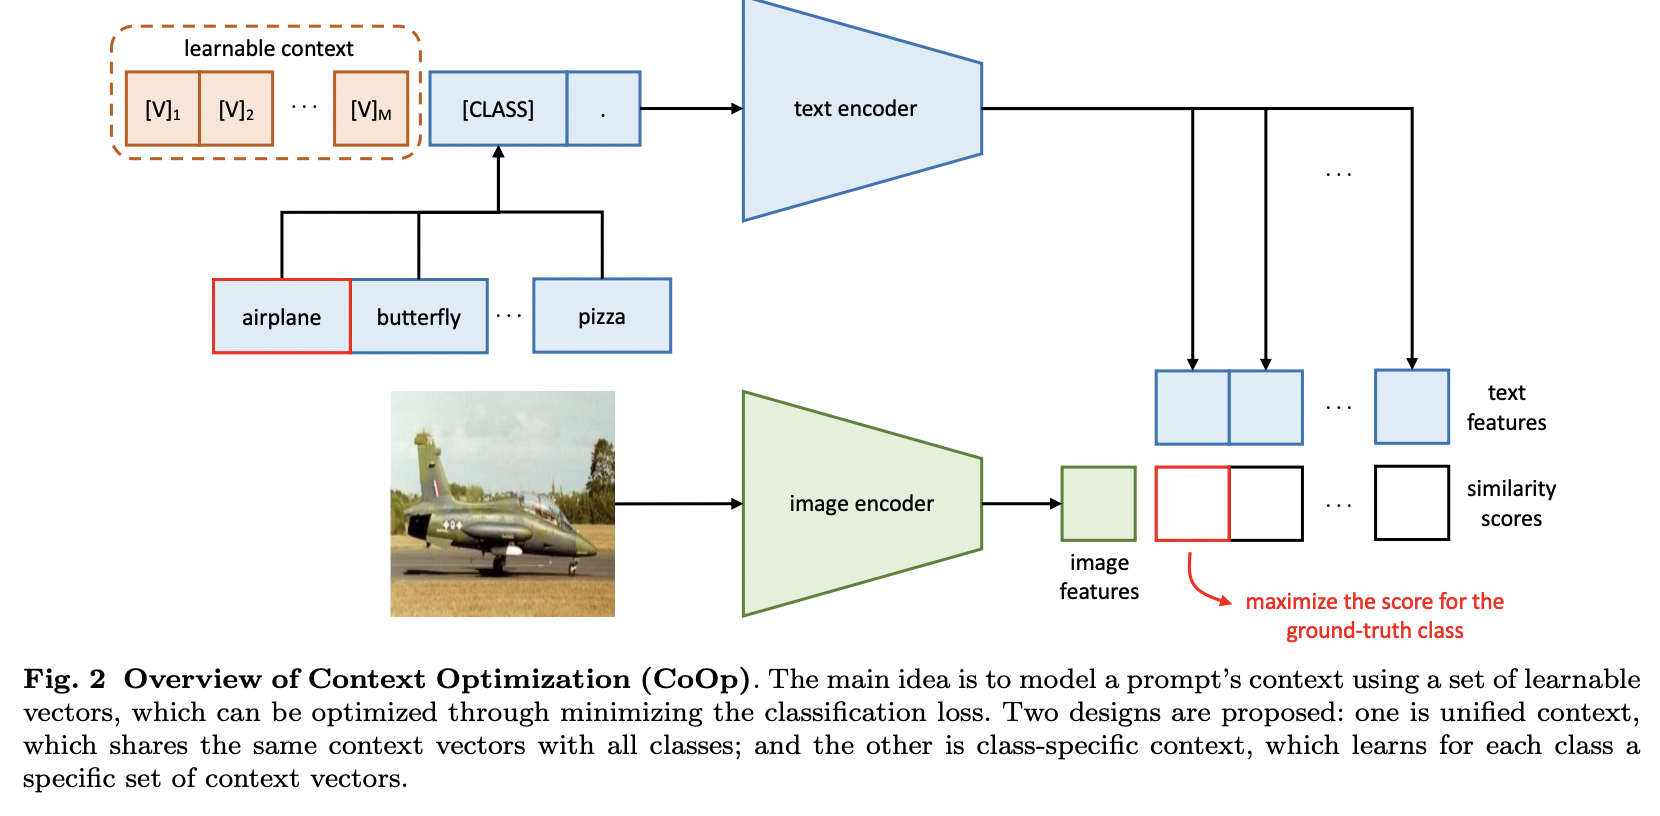 learnable context
[V]1 [V]2 ... [V]M [CLASS] .
text encoder
...
airplane butterfly ... pizza
... text
features
image encoder
... similarity
scores
image
features
maximize the score for the
ground-truth class
Fig. 2 Overview of Context Optimization (CoOp). The main idea is to model a prompt's context using a set of learnable
vectors, which can be optimized through minimizing the classification loss. Two designs are proposed: one is unified context,
which shares the same context vectors with all classes; and the other is class-specific context, which learns for each class a
specific set of context vectors.